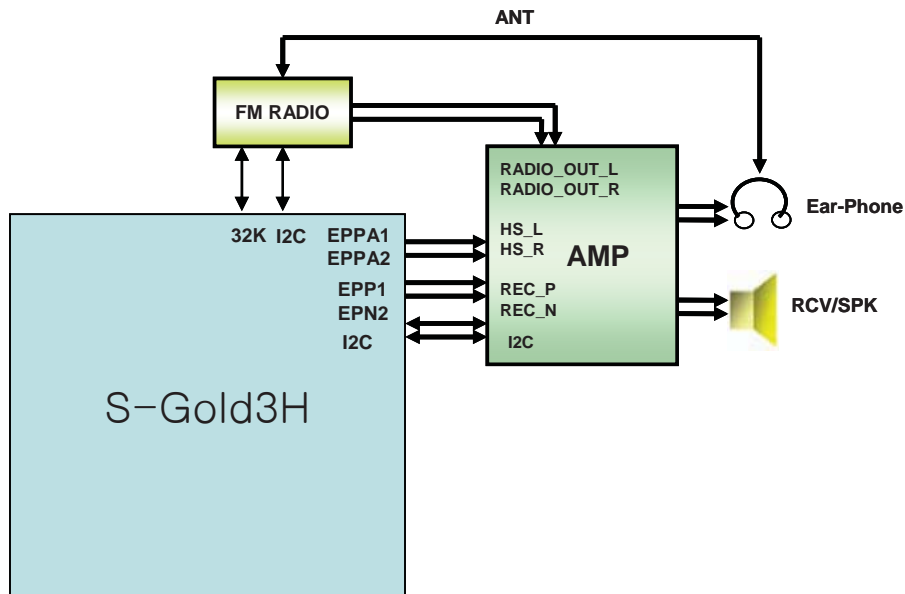 ANT
FM RADIO
RADIO_OUT_L
RADIO_OUT_R
Ear-Phone
32K I2C EPPA1
EPPA2
HS_L
HS_R
AMP
EPP1
EPN2
I2C
REC_P
REC_N
I2C
RCV/SPK
S-Gold3H